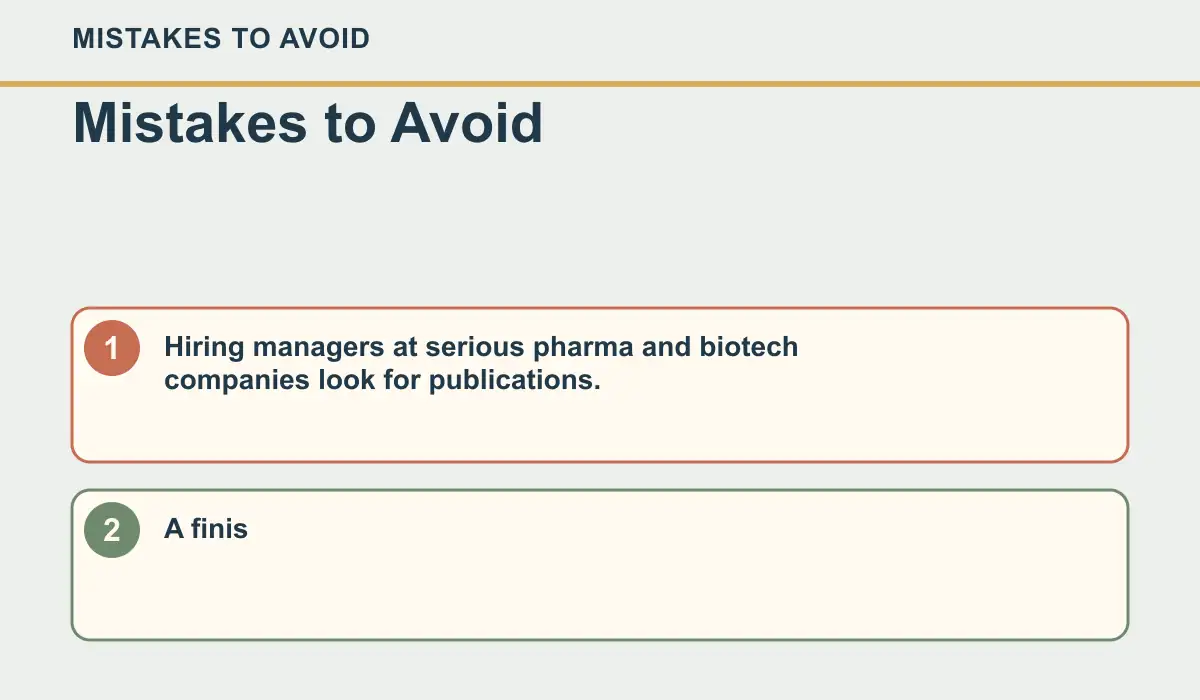 MISTAKES TO AVOID
Mistakes to Avoid
1
Hiring managers at serious pharma and biotech
companies look for publications.
2
A finis